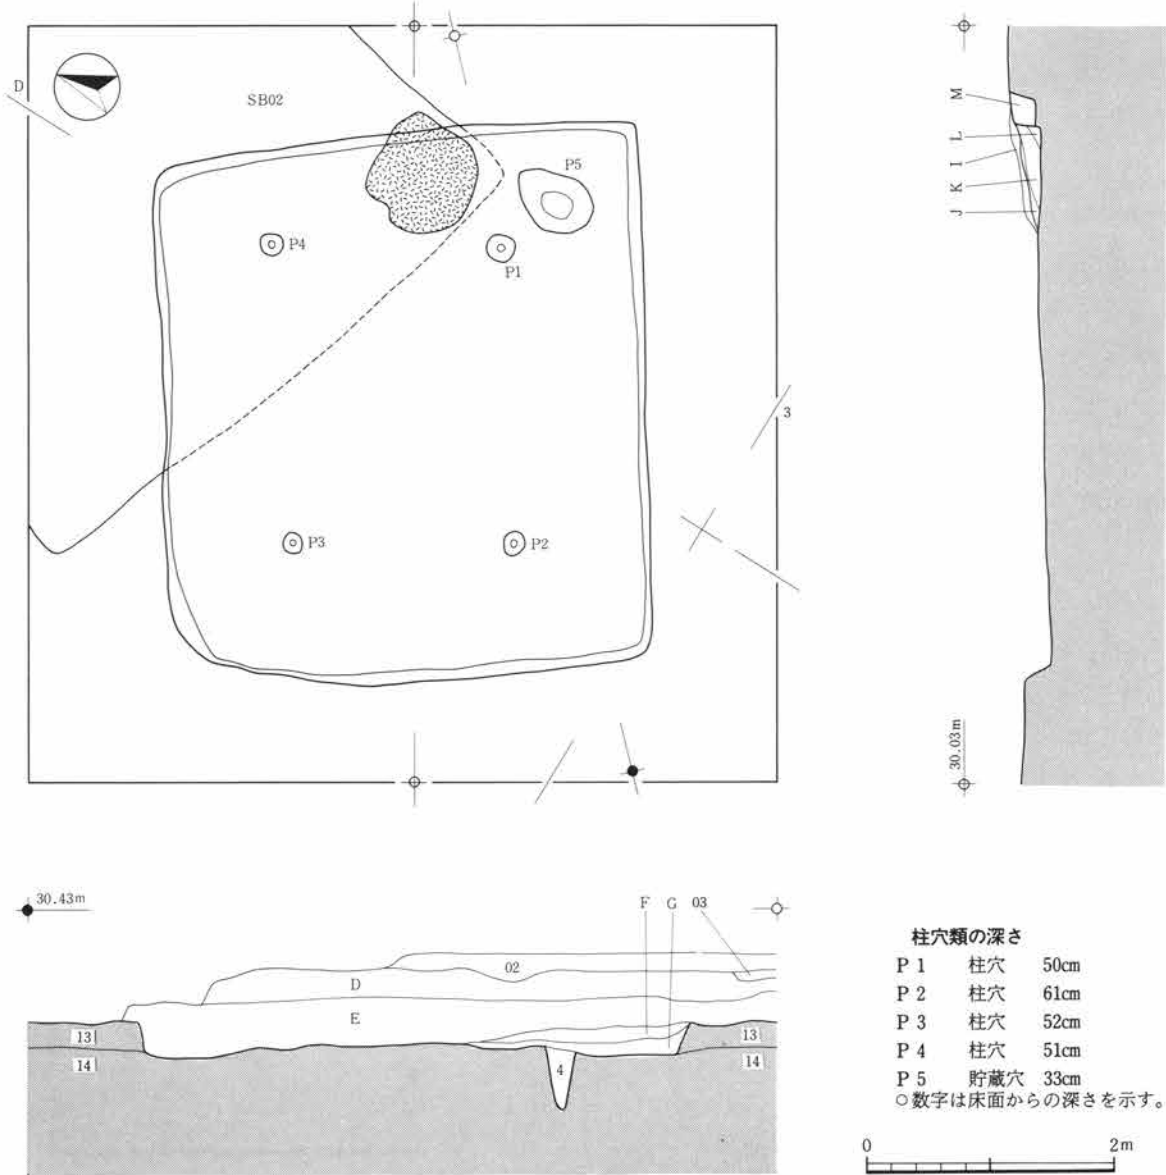 D
SB02
P5
P4
P1
3
P3
P2
M
L
I
K
J
30.03m
30.43m
F G 03
02
D
E
13
14
4
13
14
柱穴類の深さ
P 1 柱穴 50cm
P 2 柱穴 61cm
P 3 柱穴 52cm
P 4 柱穴 51cm
P 5 貯蔵穴 33cm
○数字は床面からの深さを示す。
0 2m